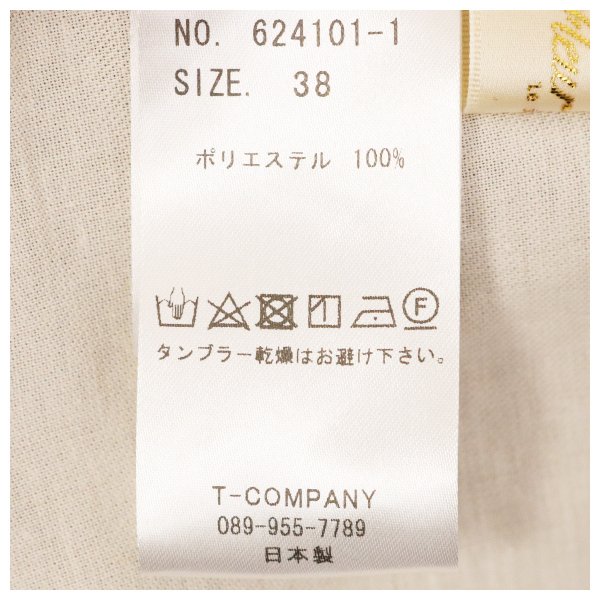 NO. 624101-1
SIZE. 38
ポリエステル 100%
F
タンブラー乾燥はお避け下さい。
T-COMPANY
089-955-7789
日本製